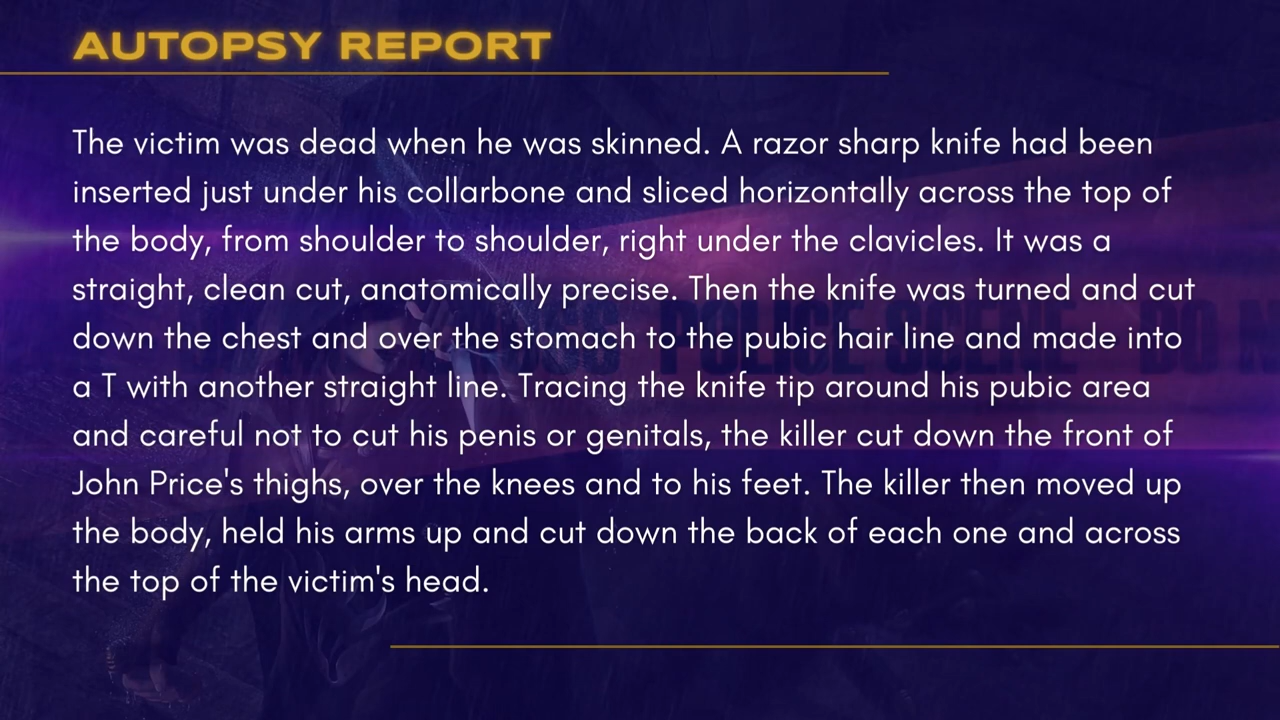 AUTOPSY REPORT
The victim was dead when he was skinned. A razor sharp knife had been
inserted just under his collarbone and sliced horizontally across the top of
the body, from shoulder to shoulder, right under the clavicles. It was a
straight, clean cut, anatomically precise. Then the knife was turned and cut
down the chest and over the stomach to the pubic hair line and made into
a T with another straight line. Tracing the knife tip around his pubic area
and careful not to cut his penis or genitals, the killer cut down the front of
John Price's thighs, over the knees and to his feet. The killer then moved up
the body, held his arms up and cut down the back of each one and across
the top of the victim's head.
POLICE SCENE DO N